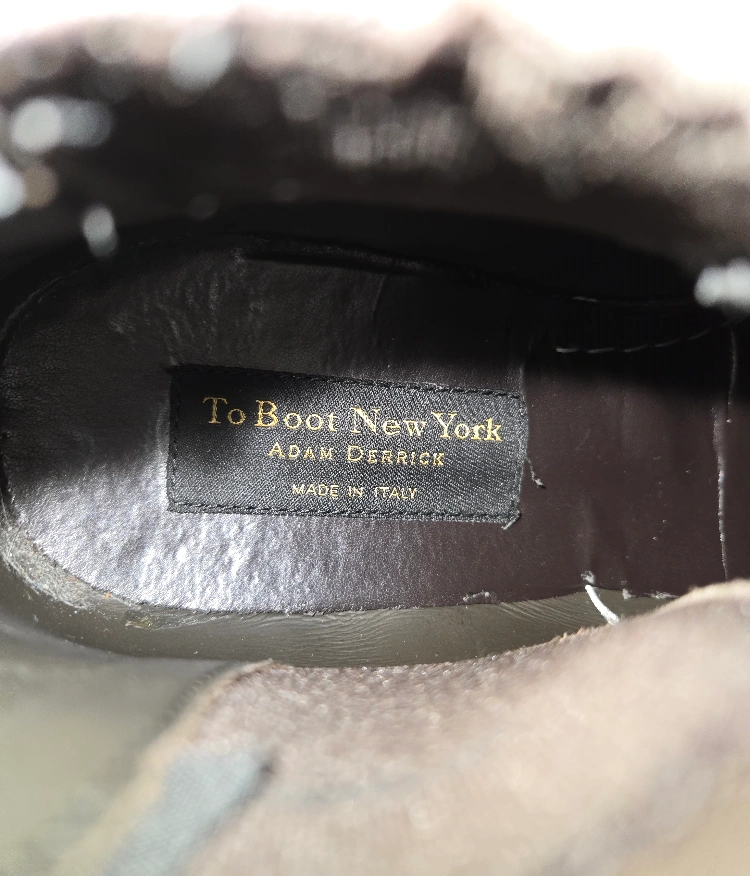 To Boot New York
ADAM DERRICK
MADE IN ITALY